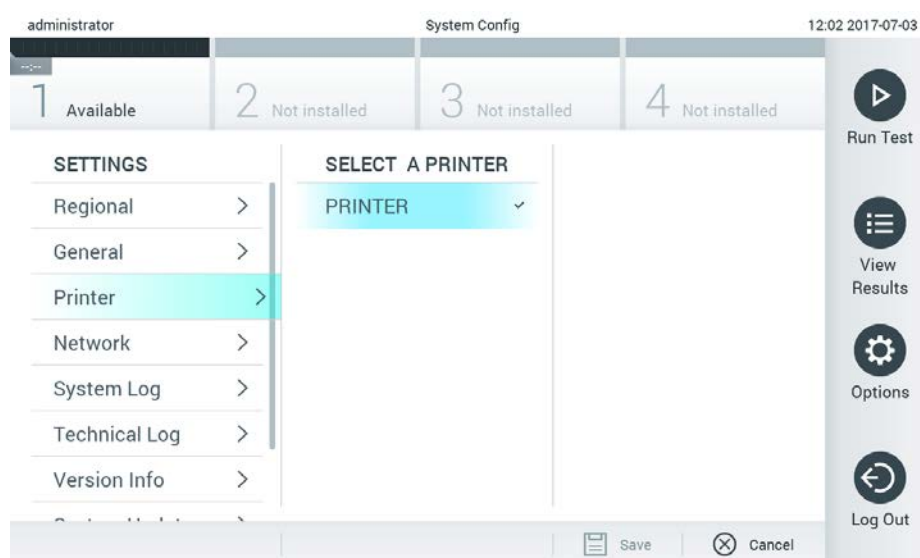 administrator
System Config
12:02 2017-07-03
--:--
1 Available
2 Not installed
3 Not installed
4 Not installed
Run Test
View
Results
Options
Log Out
SETTINGS
Regional
General
Printer
Network
System Log
Technical Log
Version Info
SELECT A PRINTER
PRINTER
Save
Cancel